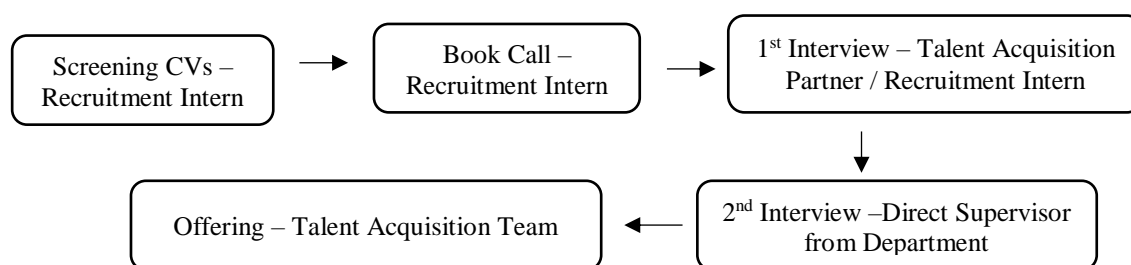 Screening CVs –
Recruitment Intern
Book Call –
Recruitment Intern
1st Interview – Talent Acquisition
Partner / Recruitment Intern
2nd Interview –Direct Supervisor
from Department
Offering – Talent Acquisition Team